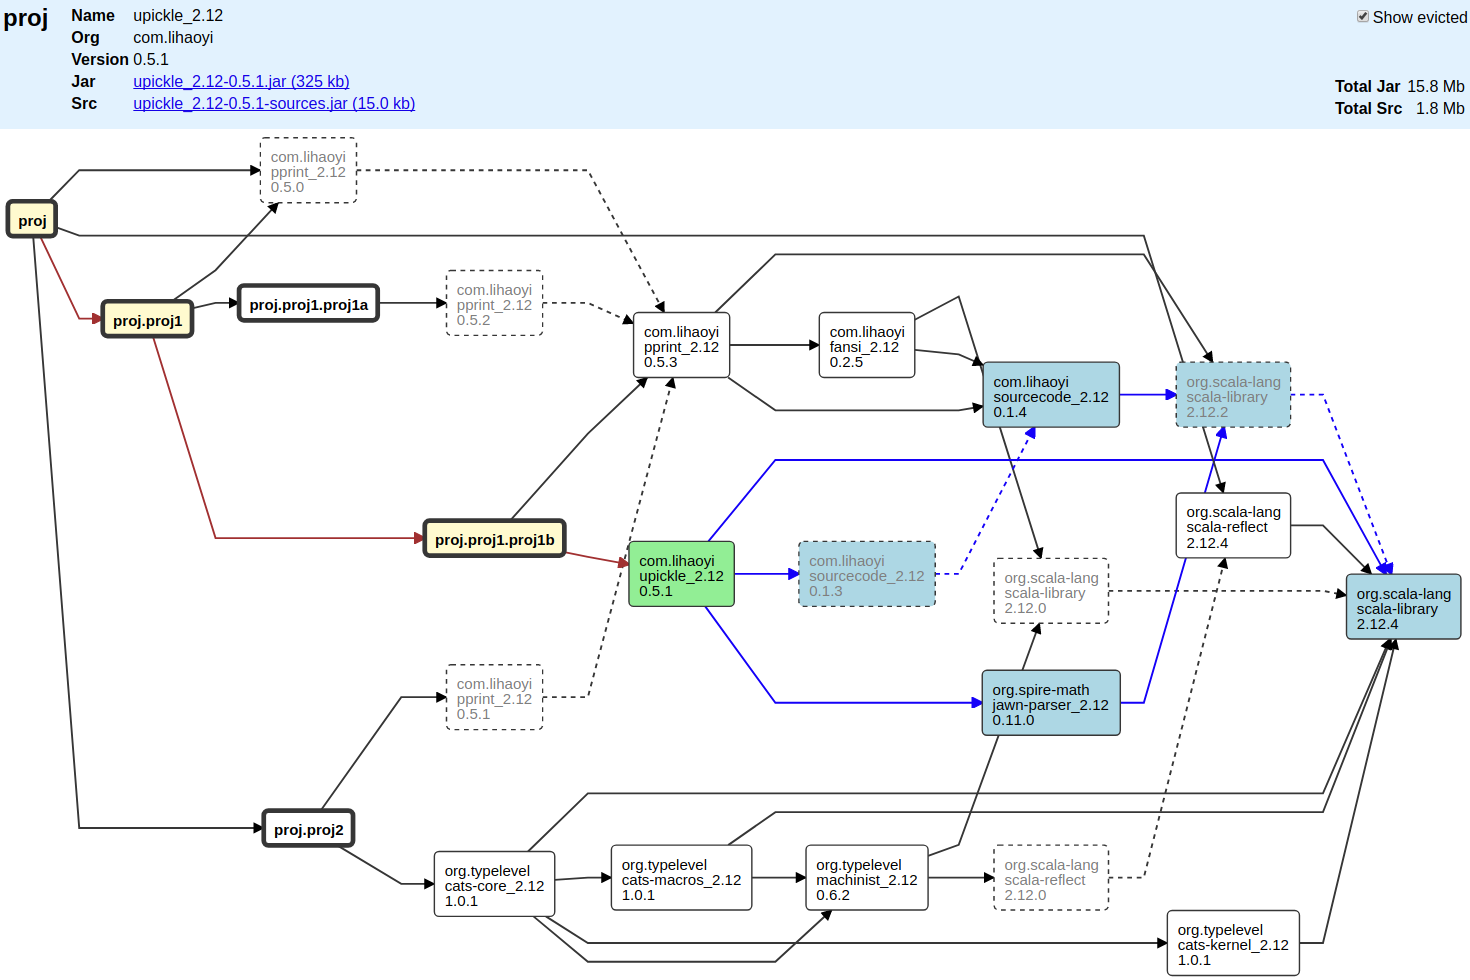 proj
Name upickle_2.12
Org com.lihaoyi
Version 0.5.1
Jar upickle_2.12-0.5.1.jar (325 kb)
Src upickle_2.12-0.5.1-sources.jar (15.0 kb)
Show evicted
Total Jar 15.8 Mb
Total Src 1.8 Mb
com.lihaoyi
pprint_2.12
0.5.0
proj
proj.proj1
proj.proj1.proj1a
com.lihaoyi
pprint_2.12
0.5.2
com.lihaoyi
pprint_2.12
0.5.3
com.lihaoyi
fansi_2.12
0.2.5
com.lihaoyi
sourcecode_2.12
0.1.4
org.scala-lang
scala-library
2.12.2
proj.proj1.proj1b
com.lihaoyi
upickle_2.12
0.5.1
com.lihaoyi
sourcecode_2.12
0.1.3
org.scala-lang
scala-library
2.12.0
org.scala-lang
scala-reflect
2.12.4
org.scala-lang
scala-library
2.12.4
com.lihaoyi
pprint_2.12
0.5.1
org.spire-math
jawn-parser_2.12
0.11.0
proj.proj2
org.typelevel
cats-core_2.12
1.0.1
org.typelevel
cats-macros_2.12
1.0.1
org.typelevel
machinist_2.12
0.6.2
org.scala-lang
scala-reflect
2.12.0
org.typelevel
cats-kernel_2.12
1.0.1